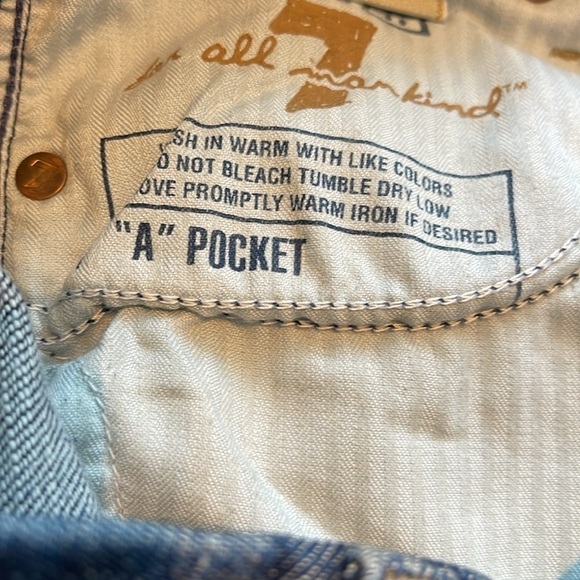 7
all mankind™
SH IN WARM WITH LIKE COLORS
O NOT BLEACH TUMBLE DRY LOW
OVE PROMPTLY WARM IRON IF DESIRED
"A" POCKET